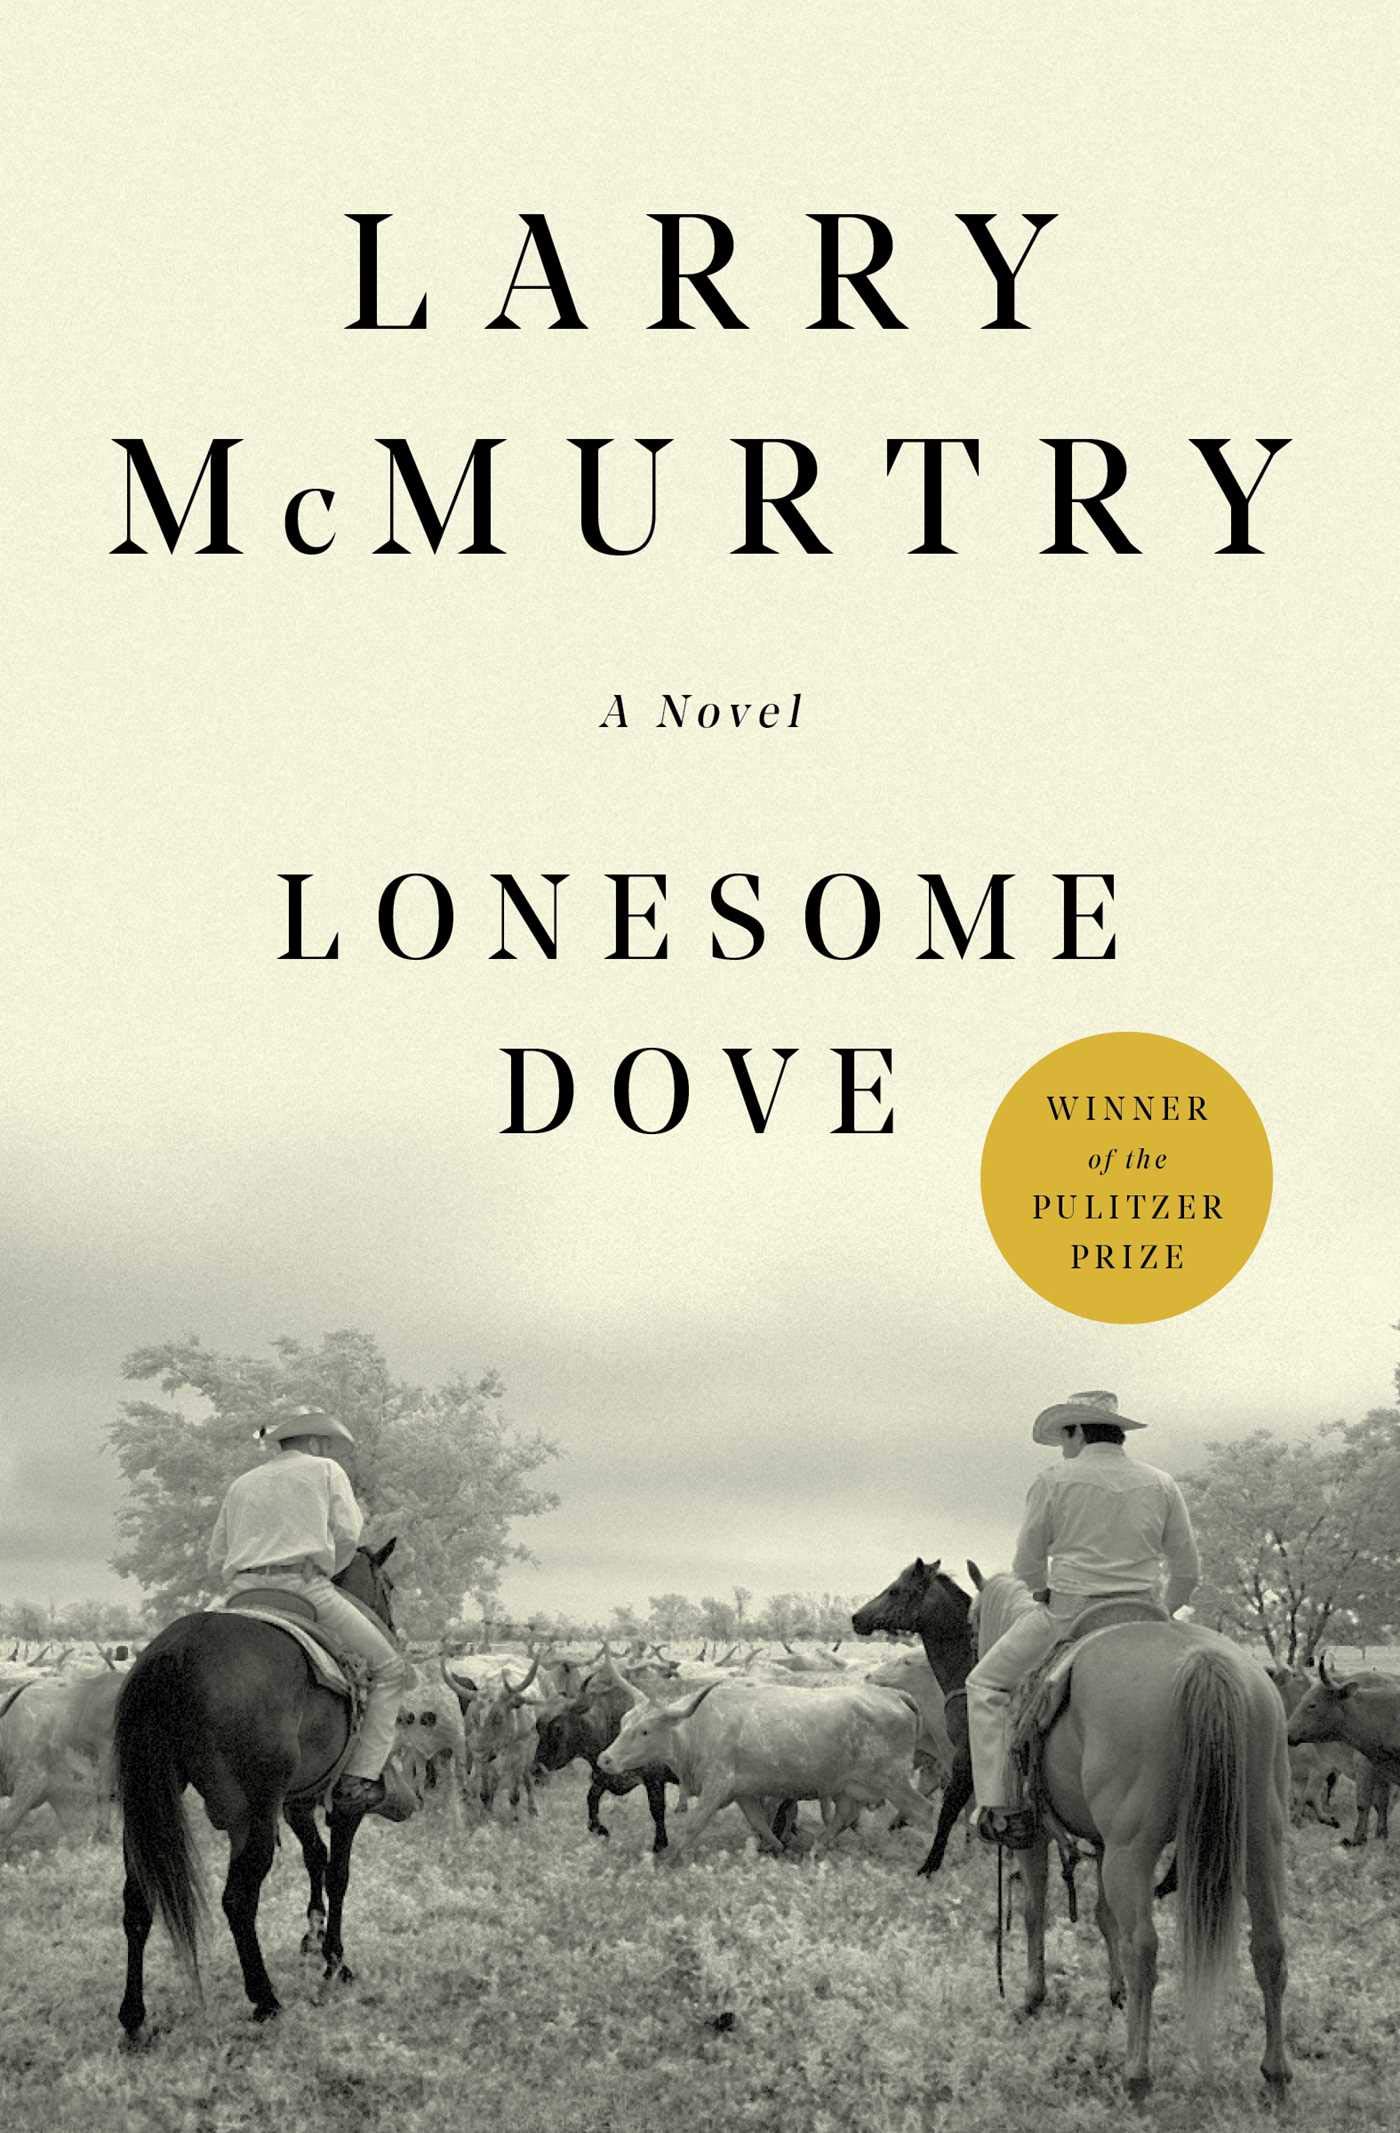 LARRY
McMURTRY
A Novel
LONESOME
DOVE
WINNER
of the
PULITZER
PRIZE